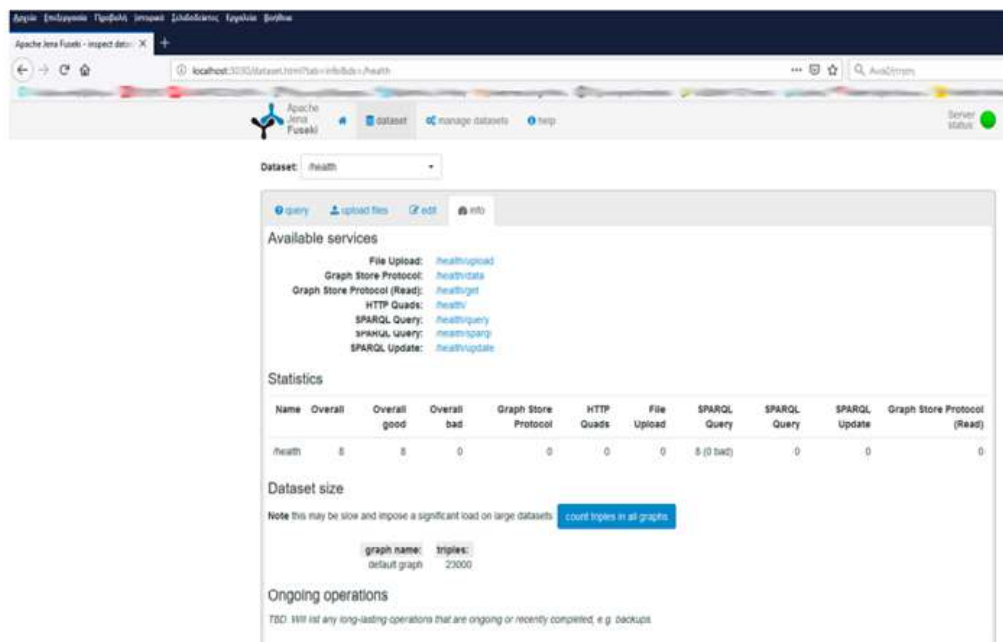 Αρχείο Επεξεργασία Προβολή Ιστορικό Σελιδοδείκτες Εργαλεία Βοήθεια
Apache Jena Fuseki - inspect datas
localhost:3030/dataset.html?tab=info&ds=/health
Αναζήτηση
Apache
Jena
Fuseki
dataset
manage datasets
help
Server
status:
Dataset: /health
query
upload files
edit
info
Available services
File Upload: /health/upload
Graph Store Protocol: /health/data
Graph Store Protocol (Read): /health/get
HTTP Quads: /health/
SPARQL Query: /health/query
SPARQL Query: /health/sparql
SPARQL Update: /health/update
Statistics
Name Overall Overall good Overall bad Graph Store Protocol HTTP Quads File Upload SPARQL Query SPARQL Query SPARQL Update Graph Store Protocol (Read)
/health 8 8 0 0 0 0 8 (0 bad) 0 0 0
Dataset size
Note this may be slow and impose a significant load on large datasets count triples in all graphs
graph name: triples:
default graph 23000
Ongoing operations
TBD. Will list any long-lasting operations that are ongoing or recently completed, e.g. backups.